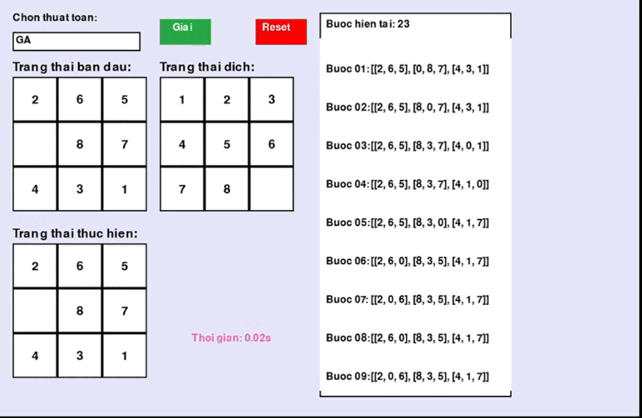 Chon thuat toan:
GA
Giai
Reset
Trang thai ban dau:
2 6 5
8 7
4 3 1
Trang thai dich:
1 2 3
4 5 6
7 8
Trang thai thuc hien:
2 6 5
8 7
4 3 1
Thoi gian: 0.02s
Buoc hien tai: 23
Buoc 01:[[2, 6, 5], [0, 8, 7], [4, 3, 1]]
Buoc 02:[[2, 6, 5], [8, 0, 7], [4, 3, 1]]
Buoc 03:[[2, 6, 5], [8, 3, 7], [4, 0, 1]]
Buoc 04:[[2, 6, 5], [8, 3, 7], [4, 1, 0]]
Buoc 05:[[2, 6, 5], [8, 3, 0], [4, 1, 7]]
Buoc 06:[[2, 6, 0], [8, 3, 5], [4, 1, 7]]
Buoc 07: [[2, 0, 6], [8, 3, 5], [4, 1, 7]]
Buoc 08:[[2, 6, 0], [8, 3, 5], [4, 1, 7]]
Buoc 09:[[2, 0, 6], [8, 3, 5], [4, 1, 7]]